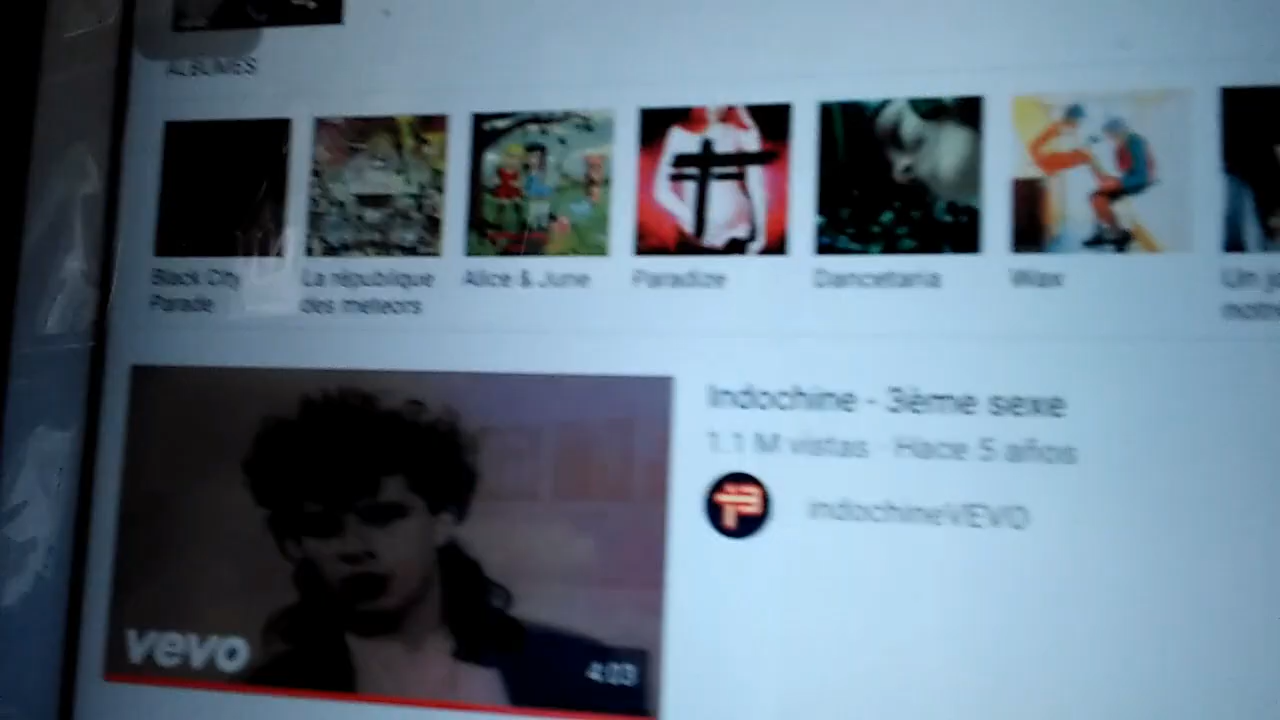 ÁLBUMES
Black City
Parade
La république
des meteors
Alice & June
Paradize
Dancetaria
Wax
Indochine - 3ème sexe
1.1 M vistas · Hace 5 años
IndochineVEVO
vevo
4:03